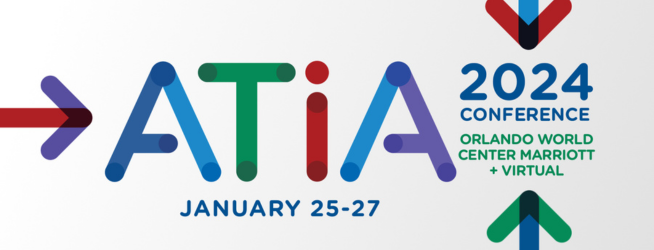 ATiA
JANUARY 25-27
2024
CONFERENCE
ORLANDO WORLD
CENTER MARRIOTT
+ VIRTUAL